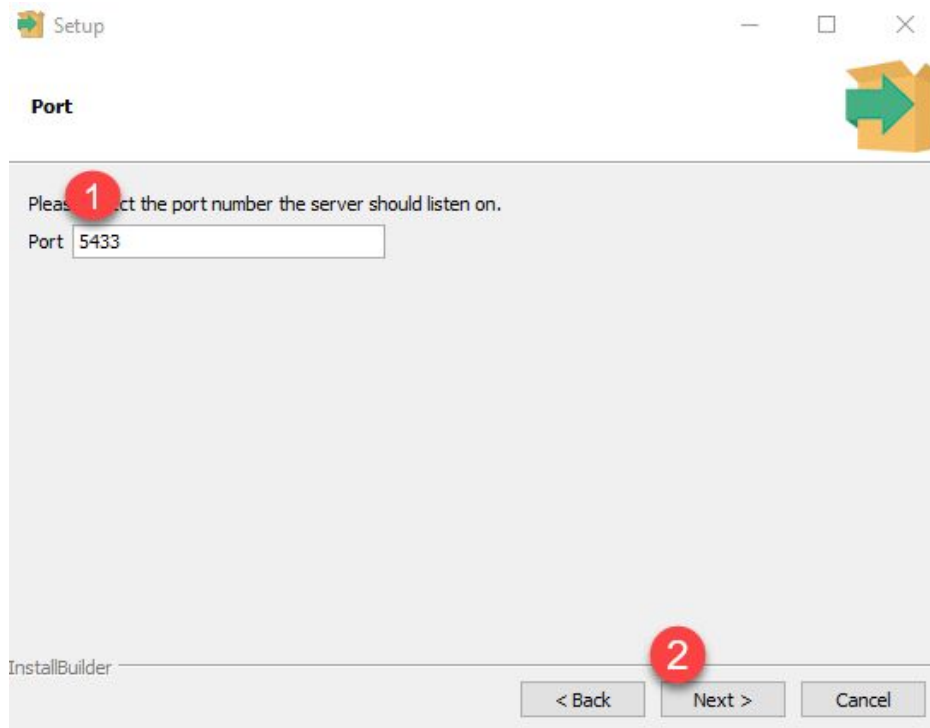 Setup
Port
1
the port number the server should listen on.
Port 5433
InstallBuilder
2
< Back Next > Cancel